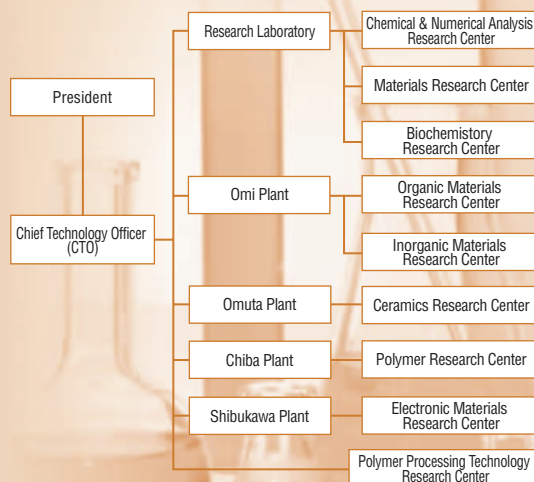 Research Laboratory
Chemical & Numerical Analysis
Research Center
Materials Research Center
Biochemistory
Research Center
President
Chief Technology Officer
(CTO)
Omi Plant
Organic Materials
Research Center
Inorganic Materials
Research Center
Omuta Plant
Ceramics Research Center
Chiba Plant
Polymer Research Center
Shibukawa Plant
Electronic Materials
Research Center
Polymer Processing Technology
Research Center